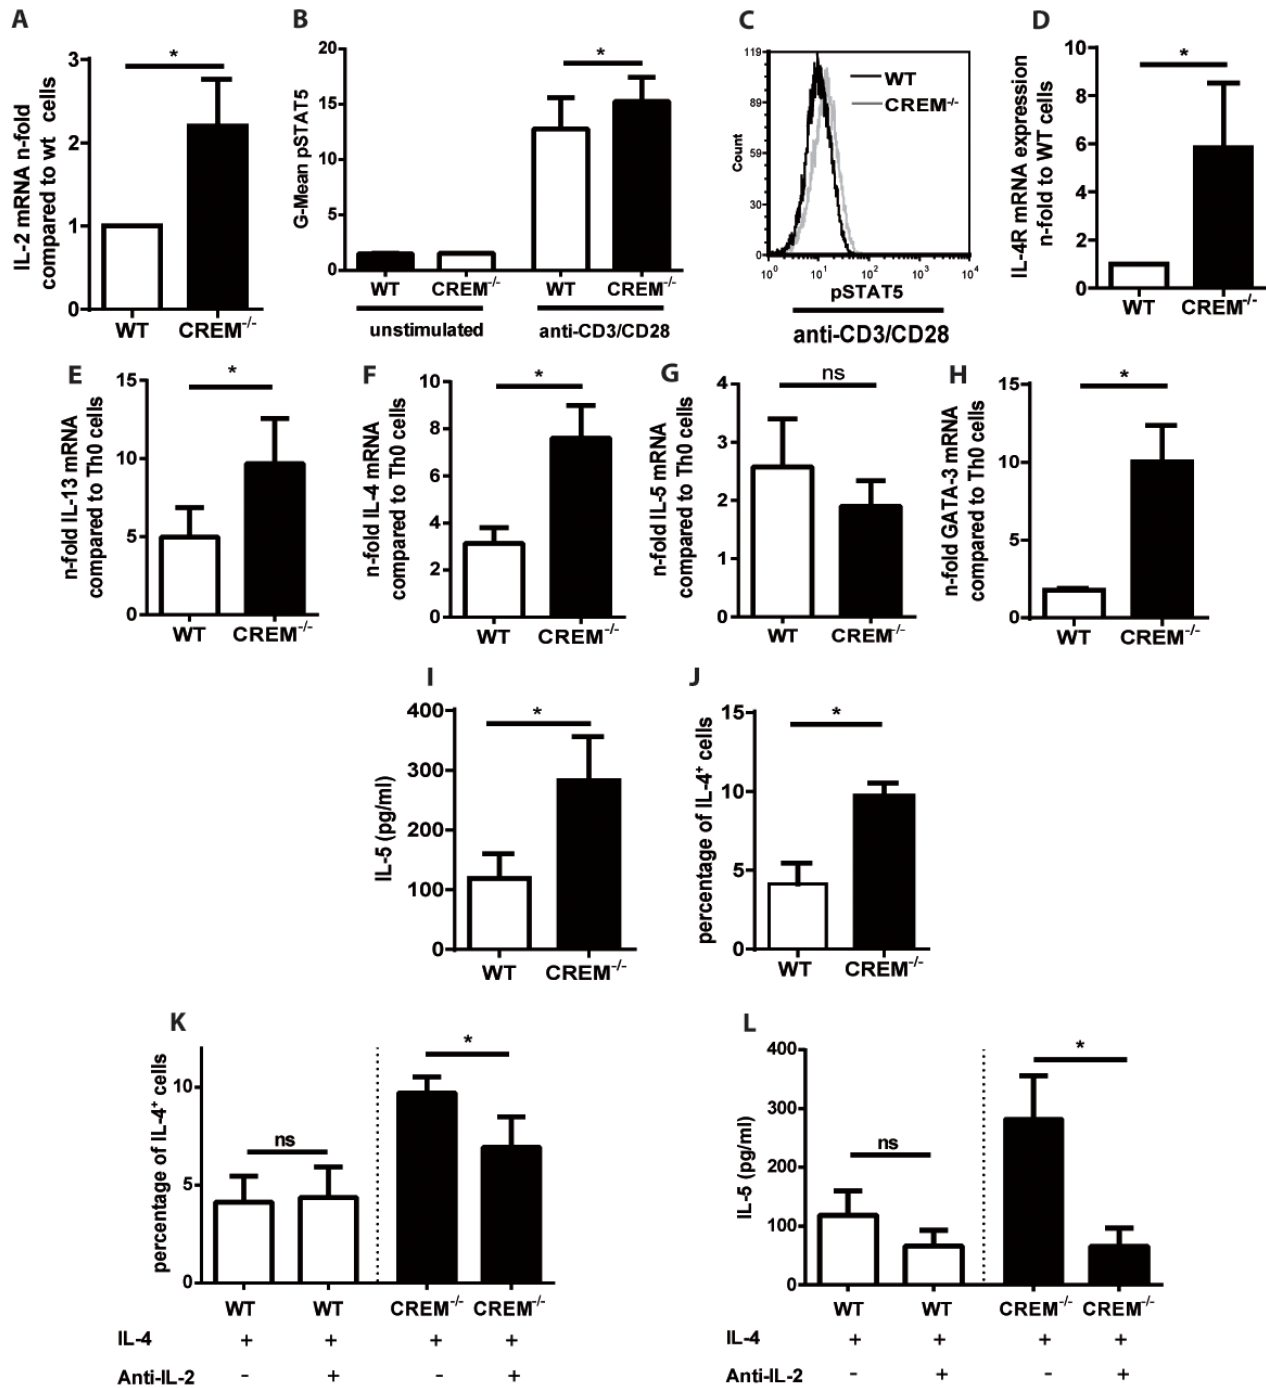 A
IL-2 mRNA n-fold
compared to wt cells
3
2
1
0
*
WT
CREM-/-
B
G-Mean pSTAT5
20
15
10
5
0
*
WT
CREM-/-
WT
CREM-/-
unstimulated
anti-CD3/CD28
C
Count
119
89
59
30
0
WT
CREM-/-
10^0
10^1
10^2
10^3
10^4
pSTAT5
anti-CD3/CD28
D
IL-4R mRNA expression
n-fold to WT cells
10
8
6
4
2
0
*
WT
CREM-/-
E
n-fold IL-13 mRNA
compared to Th0 cells
15
10
5
0
*
WT
CREM-/-
F
n-fold IL-4 mRNA
compared to Th0 cells
10
8
6
4
2
0
*
WT
CREM-/-
G
n-fold IL-5 mRNA
compared to Th0 cells
4
3
2
1
0
ns
WT
CREM-/-
H
n-fold GATA-3 mRNA
compared to Th0 cells
15
10
5
0
*
WT
CREM-/-
I
IL-5 (pg/ml)
400
300
200
100
0
*
WT
CREM-/-
J
percentage of IL-4+ cells
15
10
5
0
*
WT
CREM-/-
K
percentage of IL-4+ cells
10
5
0
ns
*
WT
WT
CREM-/-
CREM-/-
IL-4 + + + +
Anti-IL-2 - + - +
L
IL-5 (pg/ml)
400
300
200
100
0
ns
*
WT
WT
CREM-/-
CREM-/-
IL-4 + + + +
Anti-IL-2 - + - +